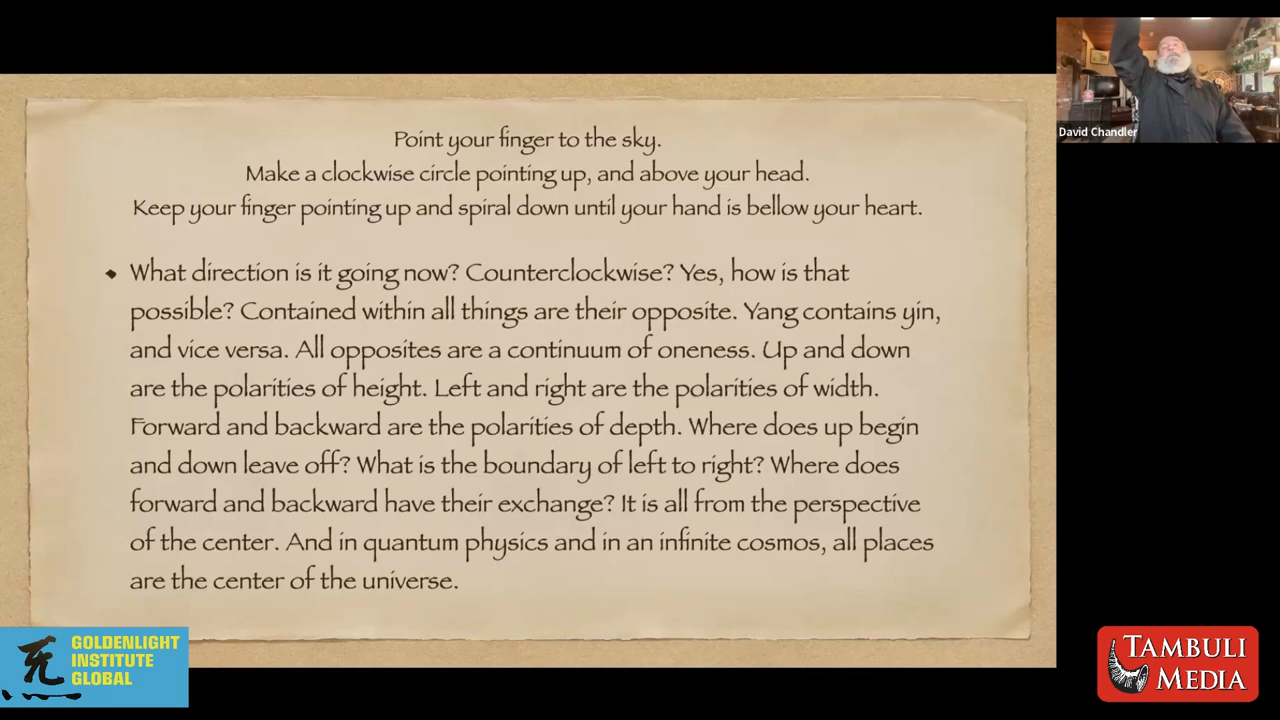 Point your finger to the sky.
Make a clockwise circle pointing up, and above your head.
Keep your finger pointing up and spiral down until your hand is bellow your heart.
What direction is it going now? Counterclockwise? Yes, how is that
possible? Contained within all things are their opposite. Yang contains yin,
and vice versa. All opposites are a continuum of oneness. Up and down
are the polarities of height. Left and right are the polarities of width.
Forward and backward are the polarities of depth. Where does up begin
and down leave off? What is the boundary of left to right? Where does
forward and backward have their exchange? It is all from the perspective
of the center. And in quantum physics and in an infinite cosmos, all places
are the center of the universe.
David Chandler
GOLDENLIGHT
INSTITUTE
GLOBAL
TAMBULI
MEDIA